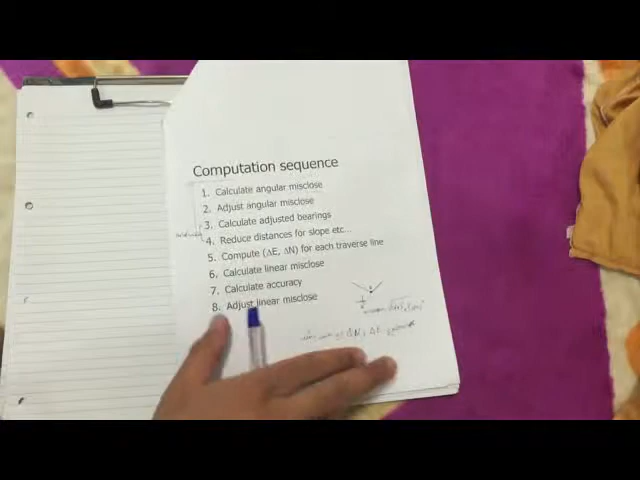 Computation sequence
1. Calculate angular misclose
2. Adjust angular misclose
3. Calculate adjusted bearings
4. Reduce distances for slope etc...
5. Compute (ΔE, ΔN) for each traverse line
6. Calculate linear misclose
7. Calculate accuracy
8. Adjust linear misclose